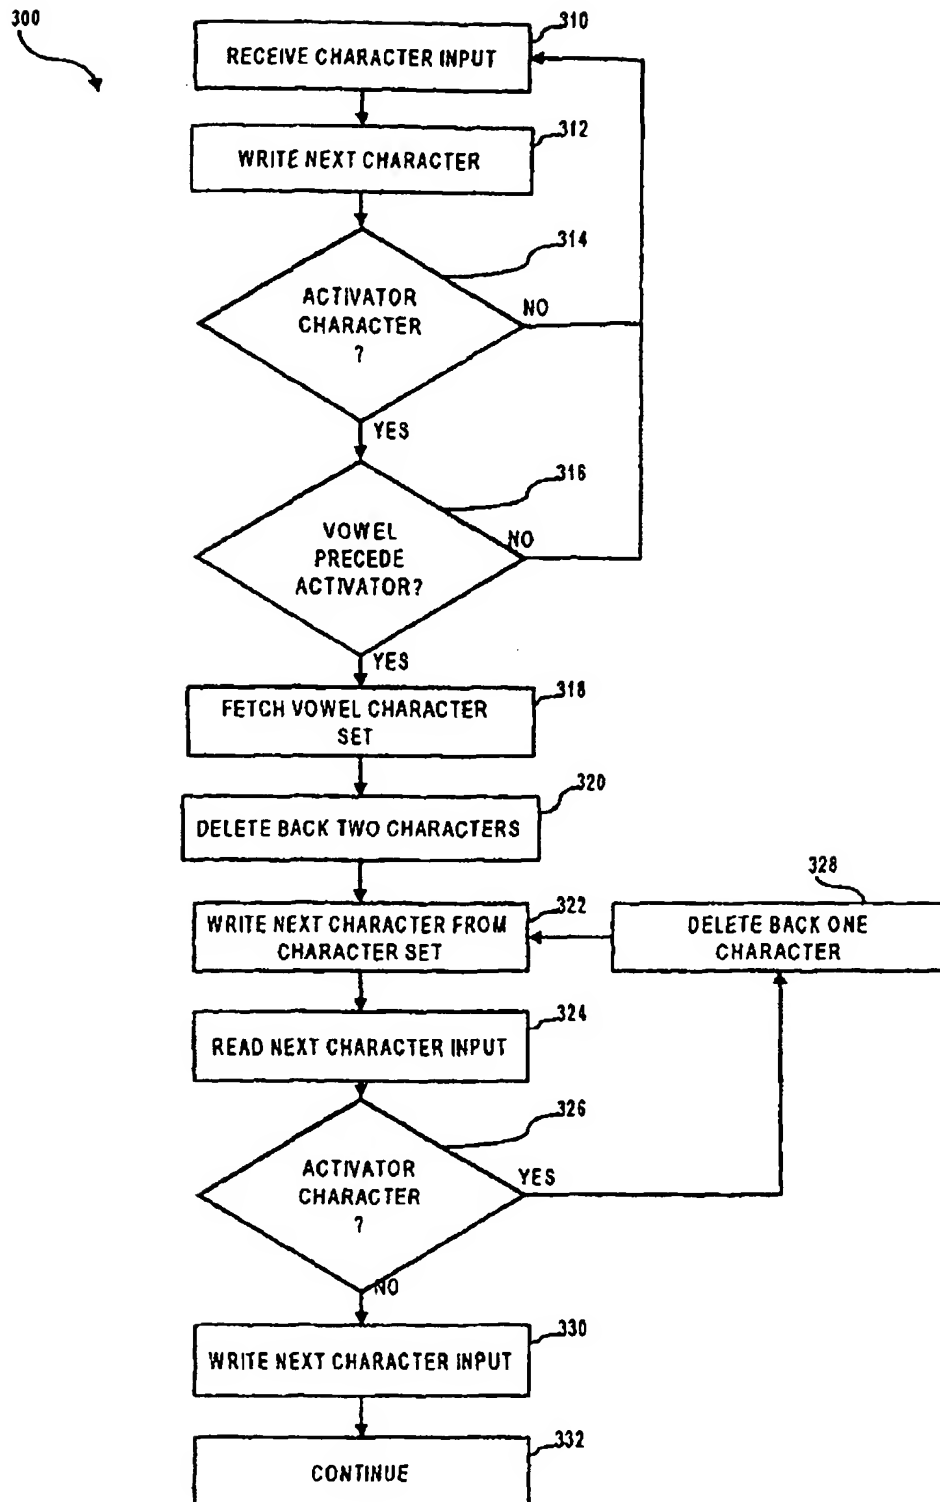 300
310
RECEIVE CHARACTER INPUT
312
WRITE NEXT CHARACTER
314
ACTIVATOR
CHARACTER
?
NO
YES
316
VOWEL
PRECEDE
ACTIVATOR?
NO
YES
318
FETCH VOWEL CHARACTER
SET
320
DELETE BACK TWO CHARACTERS
322
WRITE NEXT CHARACTER FROM
CHARACTER SET
328
DELETE BACK ONE
CHARACTER
324
READ NEXT CHARACTER INPUT
326
ACTIVATOR
CHARACTER
?
YES
NO
330
WRITE NEXT CHARACTER INPUT
332
CONTINUE